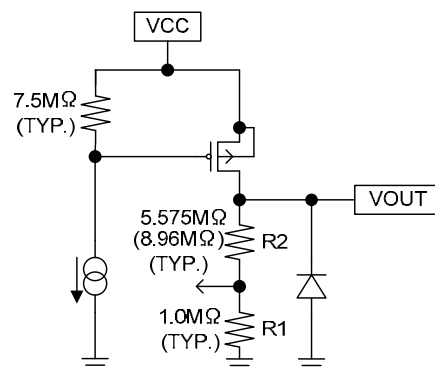 VCC
7.5MΩ
(TYP.)
VOUT
5.575MΩ
(8.96MΩ)
(TYP.)
R2
1.0MΩ
(TYP.)
R1